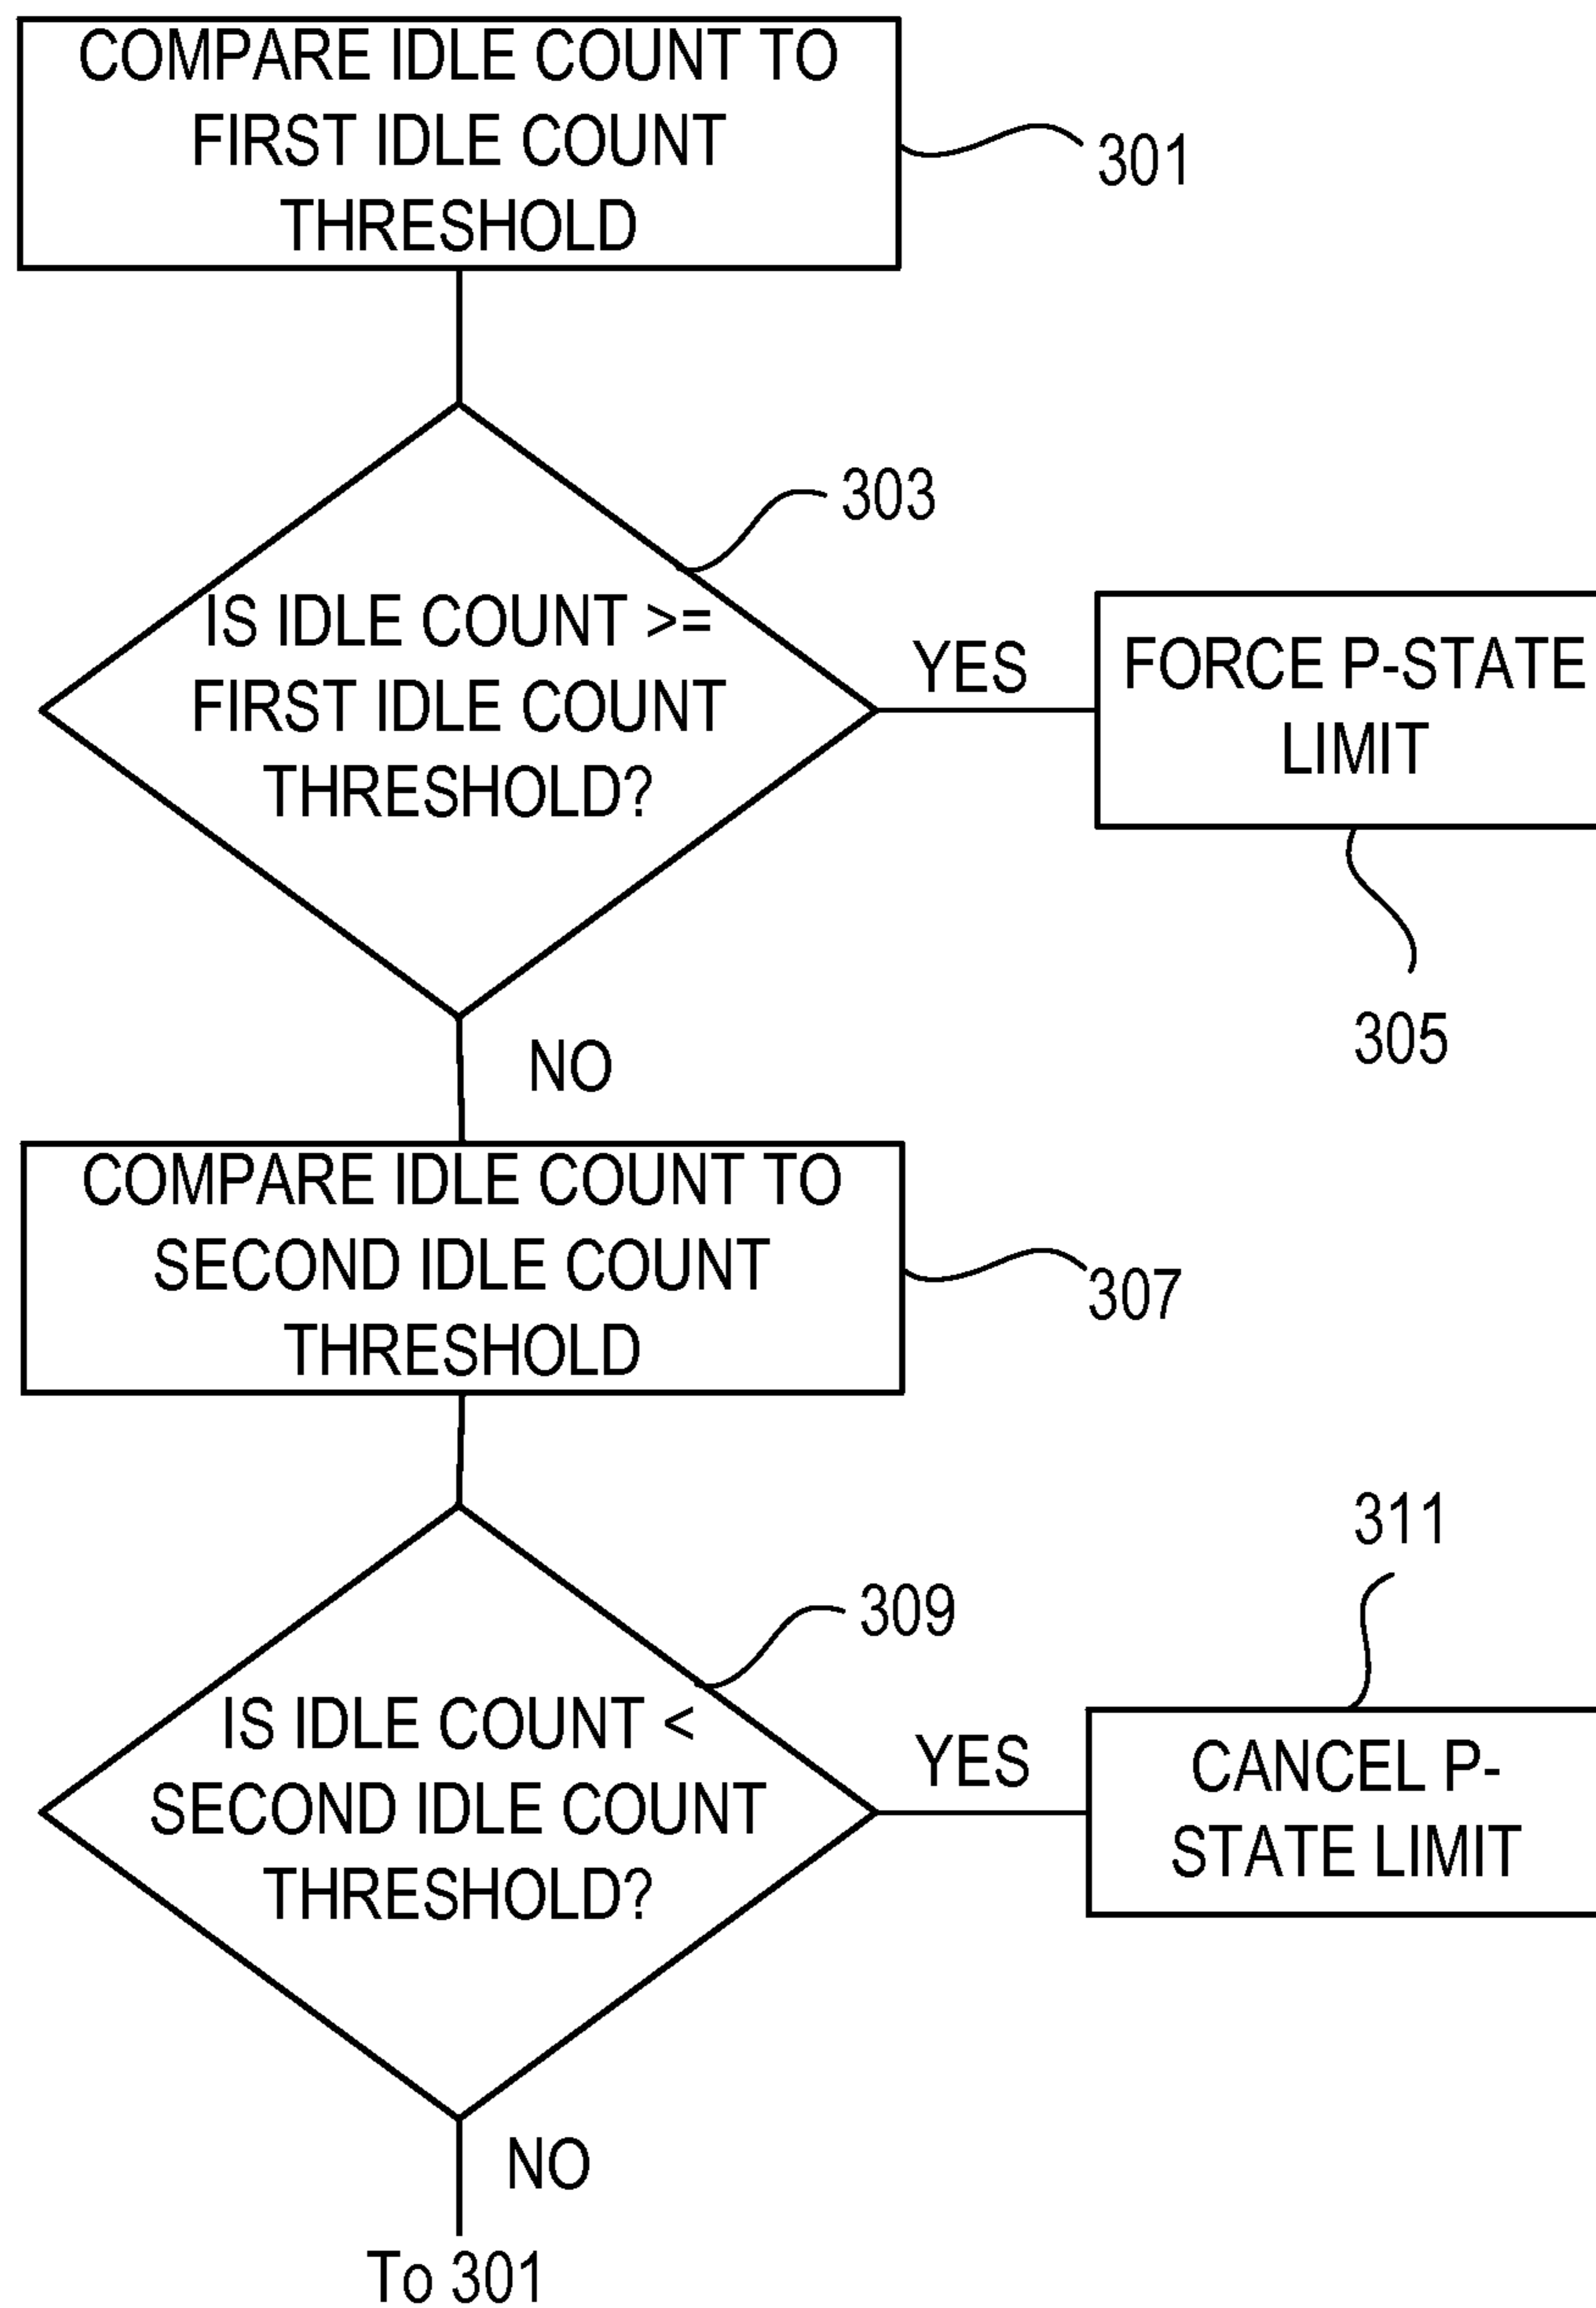 COMPARE IDLE COUNT TO
FIRST IDLE COUNT
THRESHOLD
301
303
IS IDLE COUNT >=
FIRST IDLE COUNT
THRESHOLD?
YES
FORCE P-STATE
LIMIT
305
NO
COMPARE IDLE COUNT TO
SECOND IDLE COUNT
THRESHOLD
307
311
309
IS IDLE COUNT <
SECOND IDLE COUNT
THRESHOLD?
YES
CANCEL P-
STATE LIMIT
NO
To 301